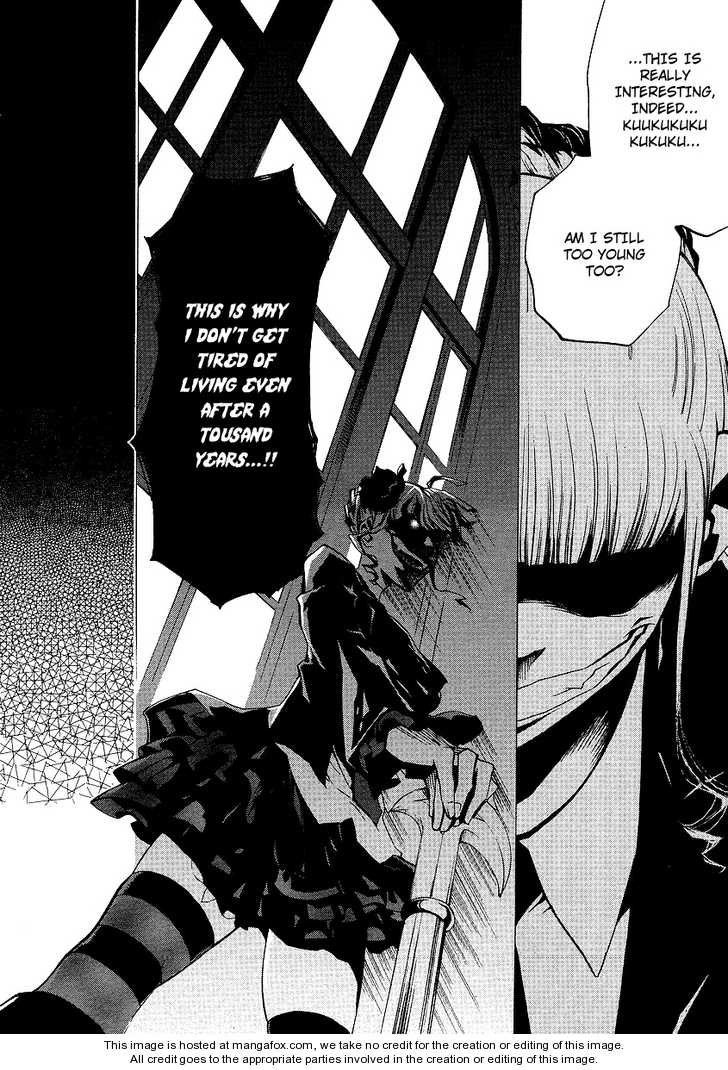 ...THIS IS
REALLY
INTERESTING,
INDEED...
KUUKUKUKU
KUKUKU...
AM I STILL
TOO YOUNG
TOO?
THIS IS WHY
I DON'T GET
TIRED OF
LIVING EVEN
AFTER A
TOUSAND
YEARS...!!
This image is hosted at mangafox.com, we take no credit for the creation or editing of this image.
All credit goes to the appropriate parties involved in the creation or editing of this image.